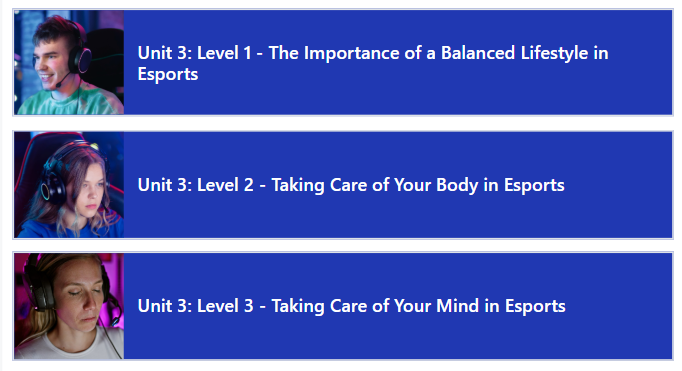 Unit 3: Level 1 - The Importance of a Balanced Lifestyle in
Esports
Unit 3: Level 2 - Taking Care of Your Body in Esports
Unit 3: Level 3 - Taking Care of Your Mind in Esports